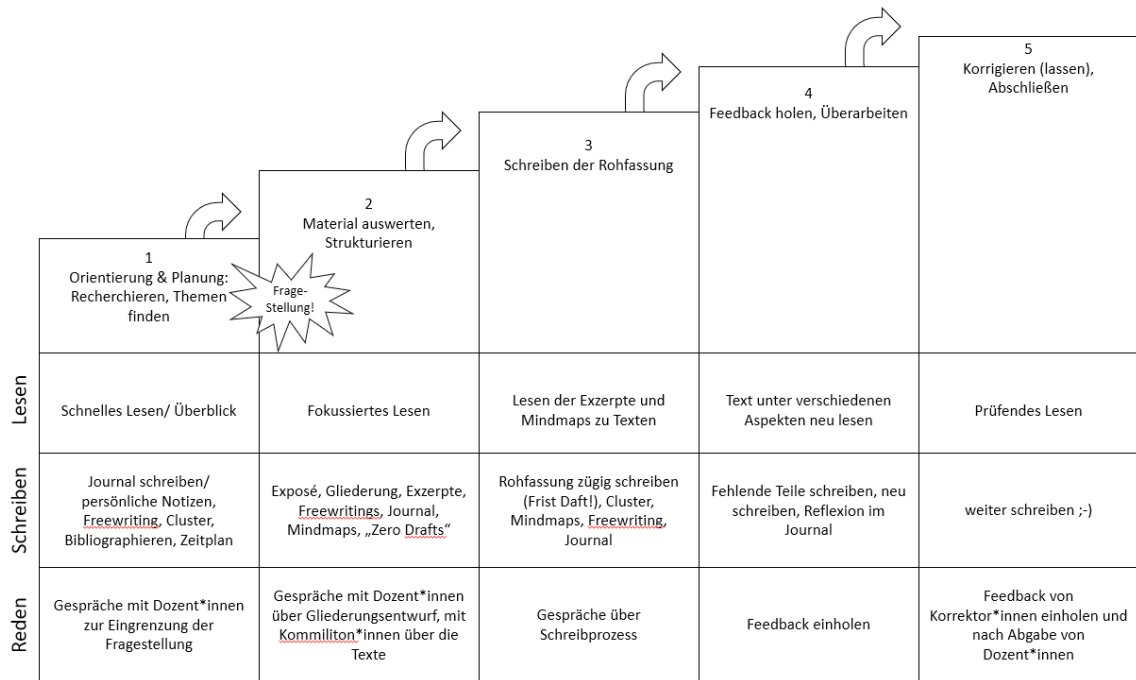 1
Orientierung & Planung:
Recherchieren, Themen
finden
2
Material auswerten,
Strukturieren
Frage-
Stellung!
3
Schreiben der Rohfassung
4
Feedback holen, Überarbeiten
5
Korrigieren (lassen),
Abschließen
Lesen
Schnelles Lesen/ Überblick
Fokussiertes Lesen
Lesen der Exzerpte und
Mindmaps zu Texten
Text unter verschiedenen
Aspekten neu lesen
Prüfendes Lesen
Schreiben
Journal schreiben/
persönliche Notizen,
Freewriting, Cluster,
Bibliographieren, Zeitplan
Exposé, Gliederung, Exzerpte,
Freewritings, Journal,
Mindmaps, „Zero Drafts“
Rohfassung zügig schreiben
(Frist Daft!), Cluster,
Mindmaps, Freewriting,
Journal
Fehlende Teile schreiben, neu
schreiben, Reflexion im
Journal
weiter schreiben ;-)
Reden
Gespräche mit Dozent*innen
zur Eingrenzung der
Fragestellung
Gespräche mit Dozent*innen
über Gliederungsentwurf, mit
Kommiliton*innen über die
Texte
Gespräche über
Schreibprozess
Feedback einholen
Feedback von
Korrektor*innen einholen und
nach Abgabe von
Dozent*innen